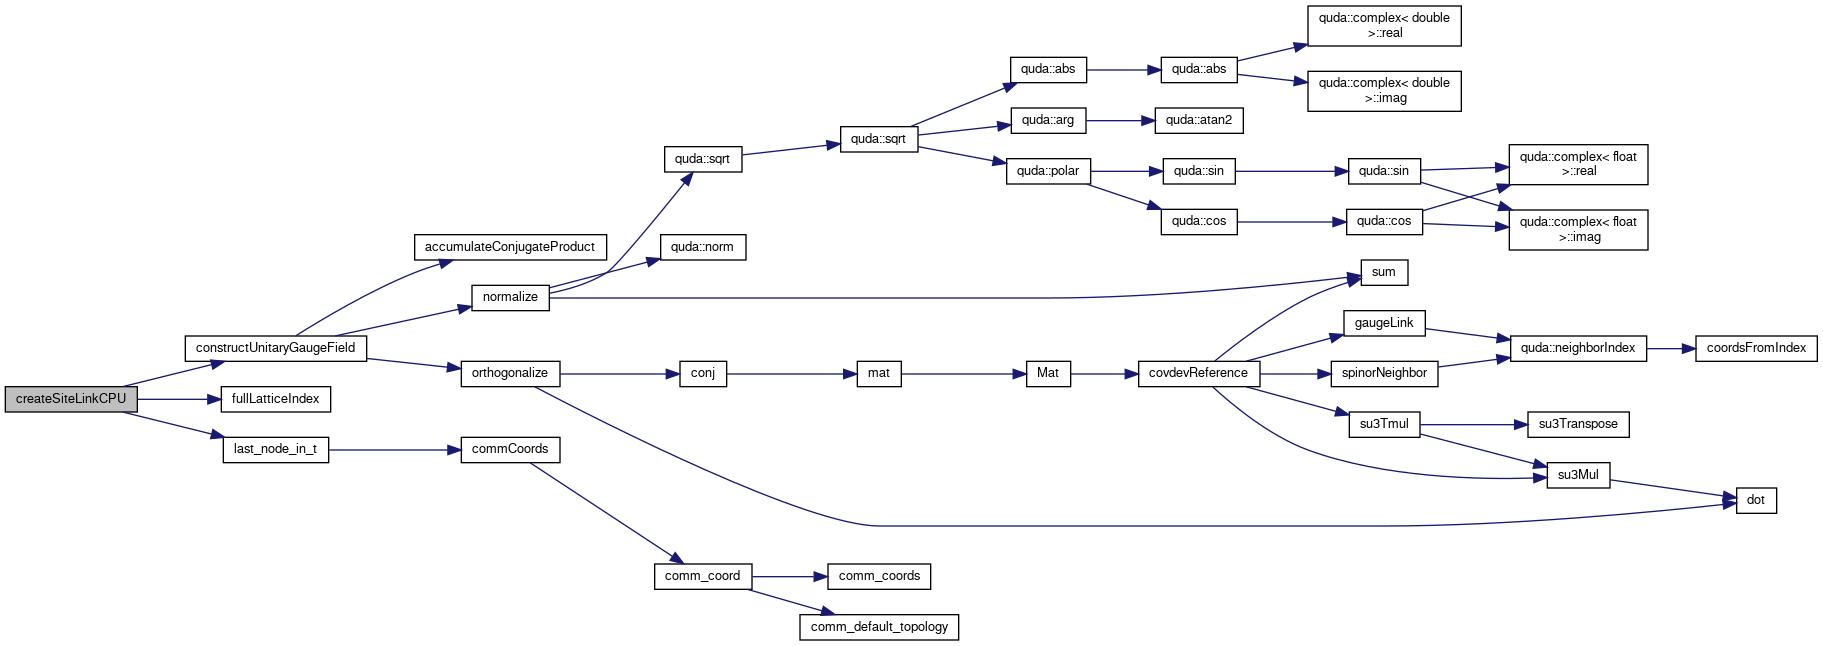 quda::complex< double
>::real
quda::abs
quda::abs
quda::complex< double
>::imag
quda::arg
quda::atan2
quda::sqrt
quda::sqrt
quda::polar
quda::sin
quda::sin
quda::complex< float
>::real
quda::cos
quda::cos
quda::complex< float
>::imag
accumulateConjugateProduct
quda::norm
sum
normalize
gaugeLink
constructUnitaryGaugeField
quda::neighborIndex
coordsFromIndex
orthogonalize
conj
mat
Mat
covdevReference
spinorNeighbor
createSiteLinkCPU
fullLatticeIndex
su3Tmul
su3Transpose
last_node_in_t
commCoords
su3Mul
dot
comm_coord
comm_coords
comm_default_topology